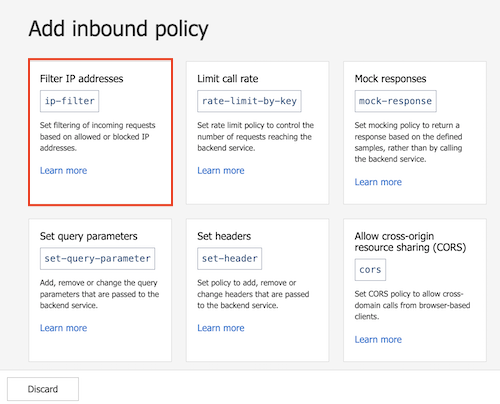 Add inbound policy
Filter IP addresses
ip-filter
Set filtering of incoming requests
based on allowed or blocked IP
addresses.
Learn more
Limit call rate
rate-limit-by-key
Set rate limit policy to control the
number of requests reaching the
backend service.
Learn more
Mock responses
mock-response
Set mocking policy to return a
response based on the defined
samples, rather than by calling
the backend service.
Learn more
Set query parameters
set-query-parameter
Add, remove or change the query
parameters that are passed to the
backend service.
Learn more
Set headers
set-header
Set policy to add, remove or
change headers that are passed
to the backend service.
Learn more
Allow cross-origin
resource sharing (CORS)
cors
Set CORS policy to allow cross-
domain calls from browser-based
clients.
Learn more
Discard